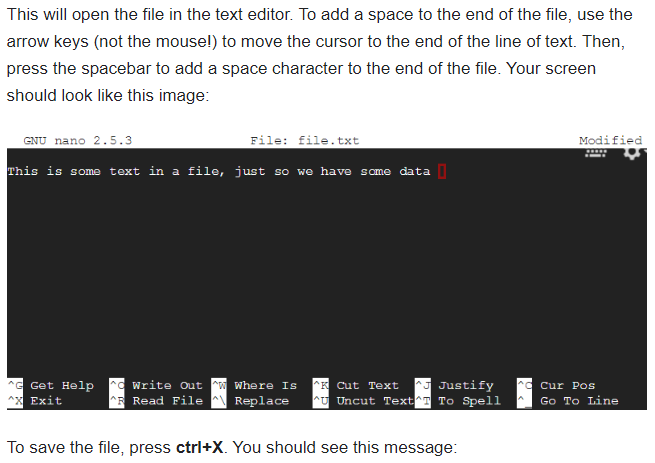 This will open the file in the text editor. To add a space to the end of the file, use the
arrow keys (not the mouse!) to move the cursor to the end of the line of text. Then,
press the spacebar to add a space character to the end of the file. Your screen
should look like this image:
GNU nano 2.5.3 File: file.txt Modified
This is some text in a file, just so we have some data
^G Get Help ^O Write Out ^W Where Is ^K Cut Text ^J Justify ^C Cur Pos
^X Exit ^R Read File ^\ Replace ^U Uncut Text ^T To Spell ^_ Go To Line
To save the file, press ctrl+X. You should see this message: